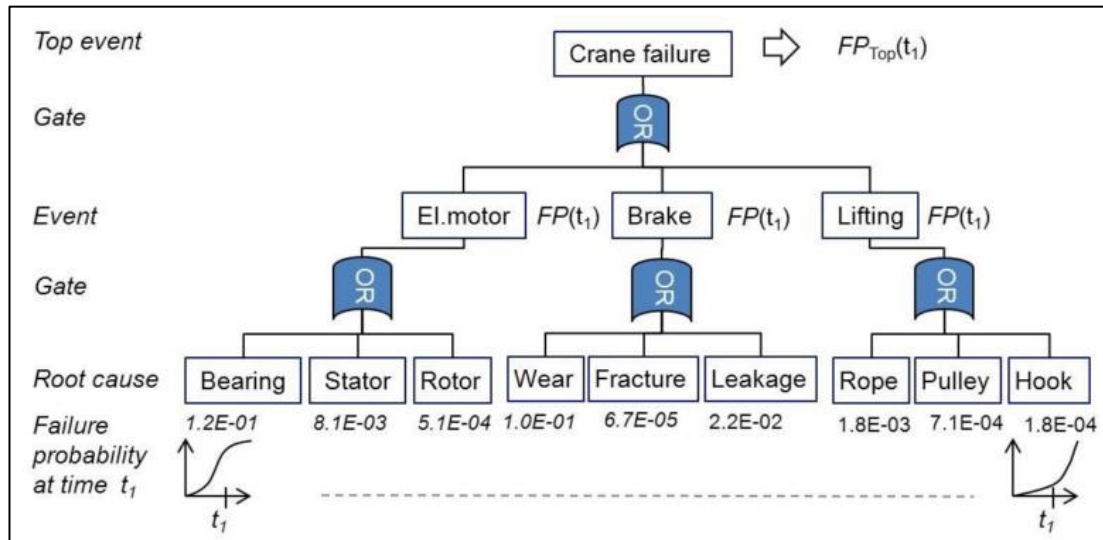 Top event
Crane failure
FP_Top(t₁)
Gate
OR
Event
El.motor FP(t₁) Brake FP(t₁) Lifting FP(t₁)
Gate
OR OR OR
Root cause
Bearing Stator Rotor Wear Fracture Leakage Rope Pulley Hook
Failure probability at time t₁
1.2E-01 8.1E-03 5.1E-04 1.0E-01 6.7E-05 2.2E-02 1.8E-03 7.1E-04 1.8E-04
t₁ t₁